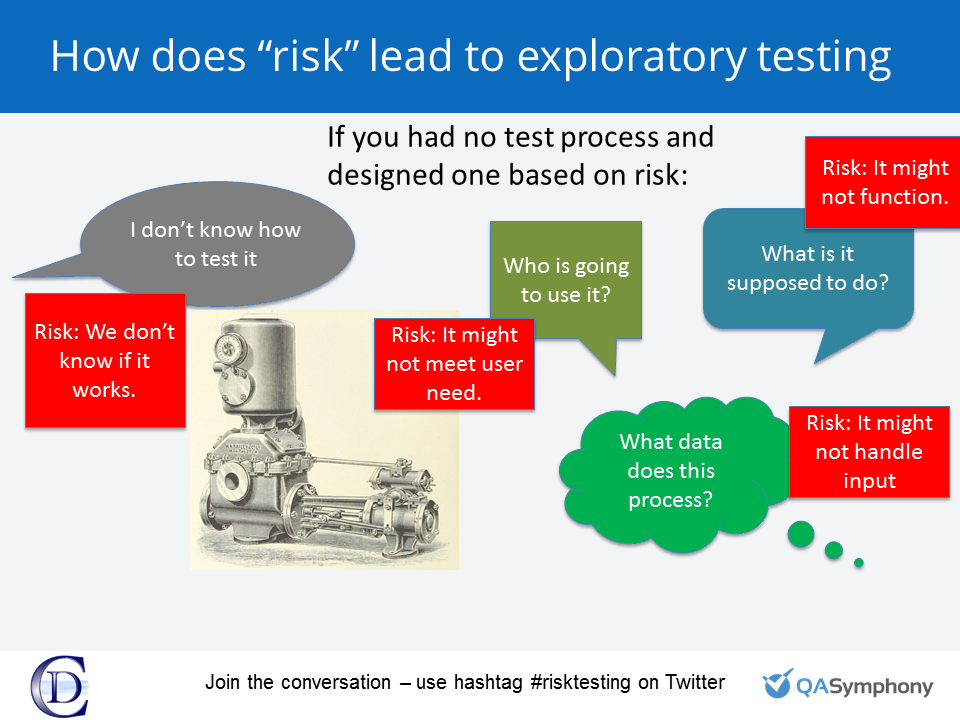 How does “risk” lead to exploratory testing
If you had no test process and
designed one based on risk:
Risk: It might
not function.
I don’t know how
to test it
Who is going
to use it?
What is it
supposed to do?
Risk: We don’t
know if it
works.
Risk: It might
not meet user
need.
What data
does this
process?
Risk: It might
not handle
input
CD
Join the conversation – use hashtag #risktesting on Twitter
QASymphony